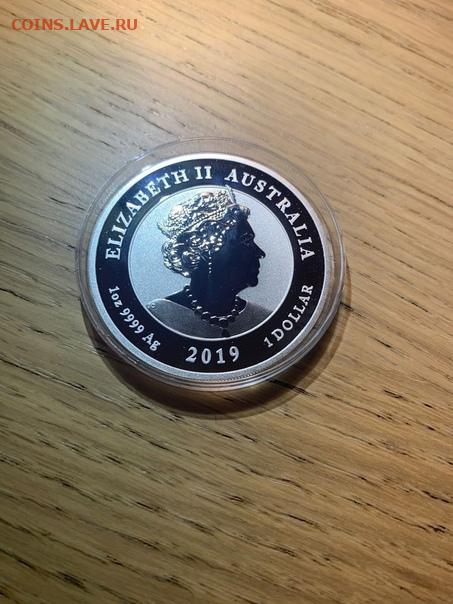 COINS.LAVE.RU
ELIZABETH II AUSTRALIA
1oz 9999 Ag
2019
1 DOLLAR